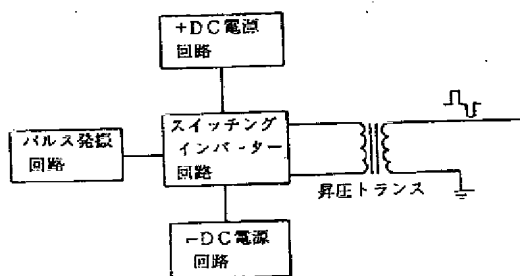 +DC電源
回路
パルス発振
回路
スイッチング
インバーター
回路
昇圧トランス
−DC電源
回路